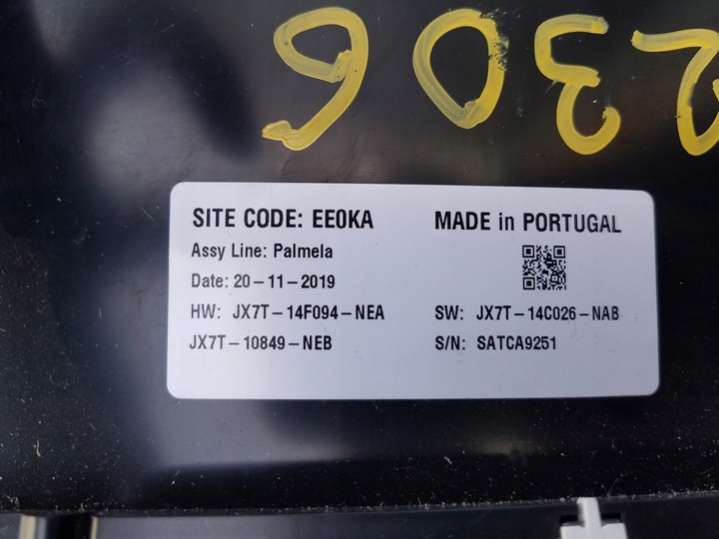 2306
SITE CODE: EE0KA MADE in PORTUGAL
Assy Line: Palmela
Date: 20-11-2019
HW: JX7T-14F094-NEA SW: JX7T-14C026-NAB
JX7T-10849-NEB S/N: SATCA9251